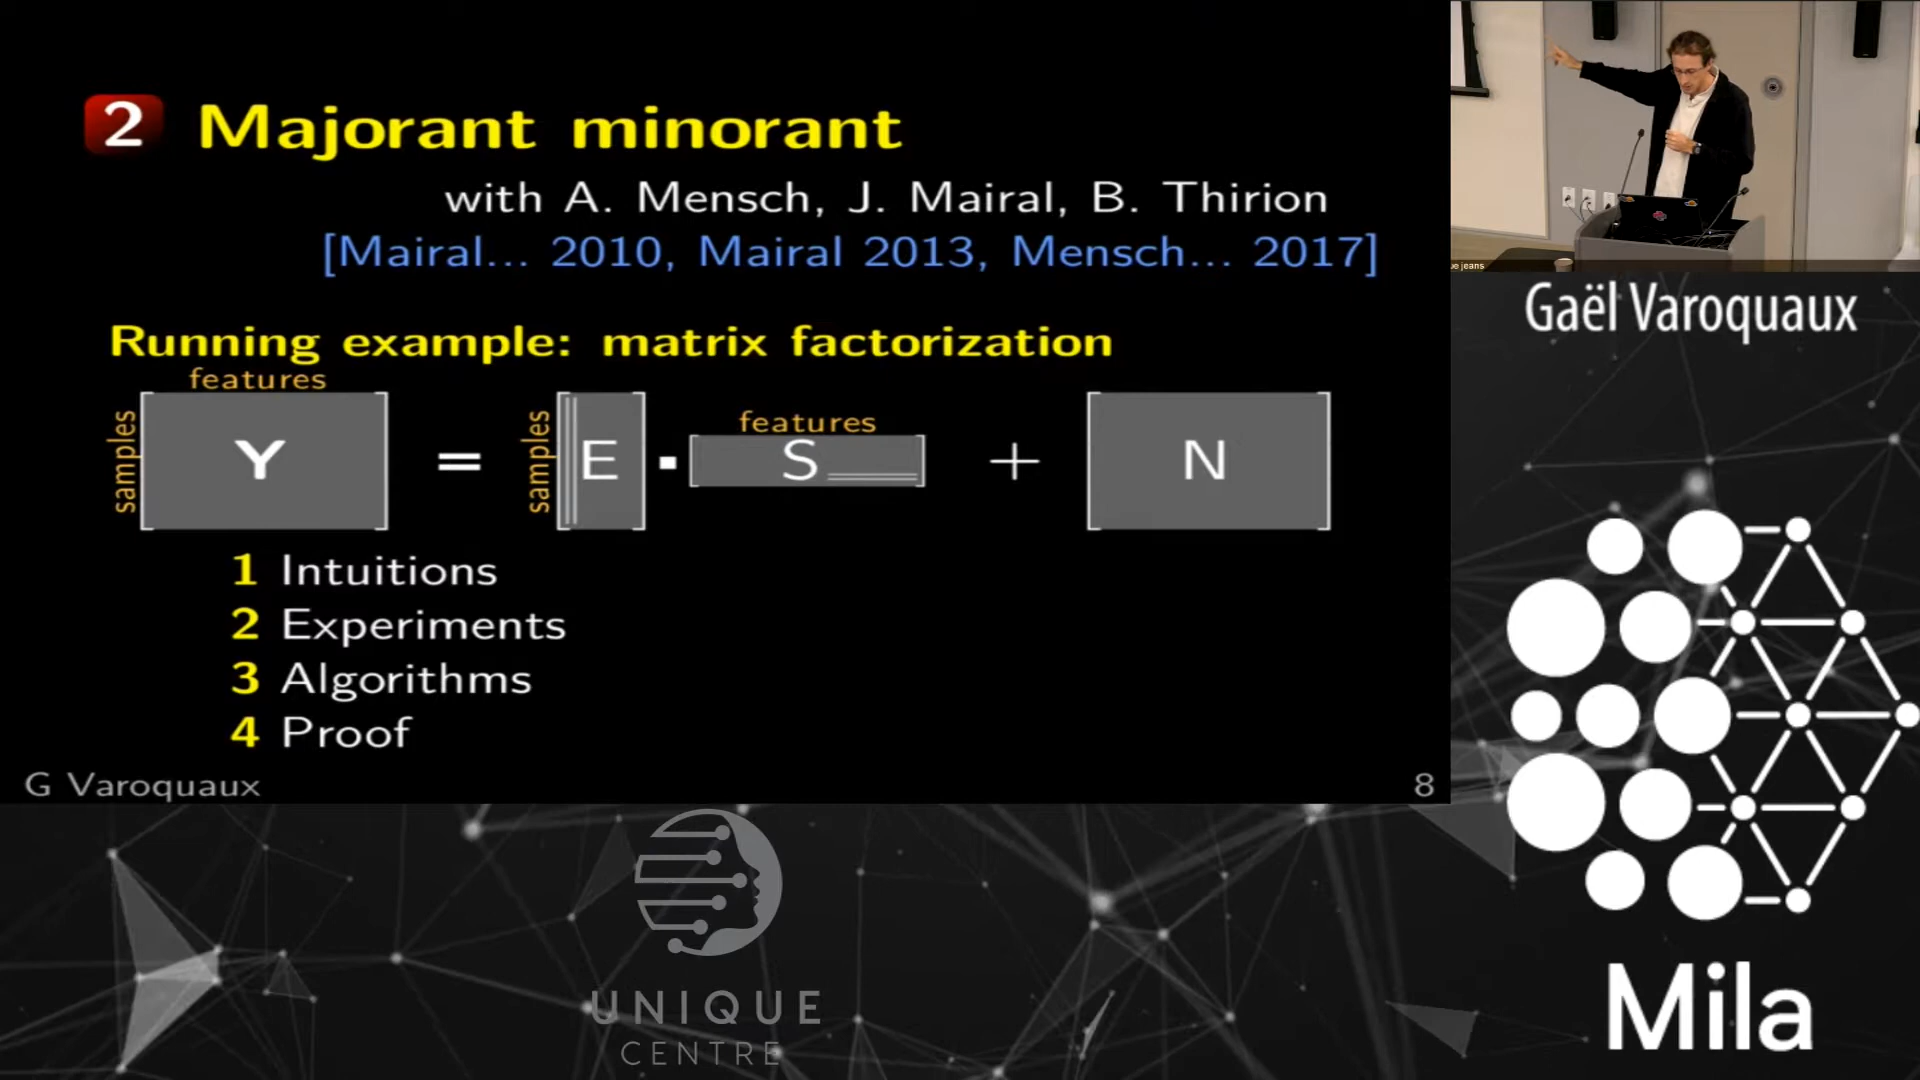 2 Majorant minorant
with A. Mensch, J. Mairal, B. Thirion
[Mairal... 2010, Mairal 2013, Mensch... 2017]
Running example: matrix factorization
features
samples
Y
=
samples
E
·
features
S
+
N
1 Intuitions
2 Experiments
3 Algorithms
4 Proof
G Varoquaux
8
jeans
Gaël Varoquaux
Mila
UNIQUE
CENTRE